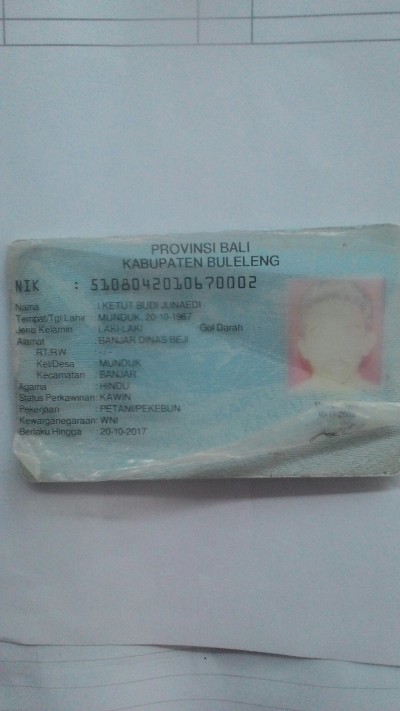 PROVINSI BALI
KABUPATEN BULELENG
NIK : 5108042010670002
Nama : KETUT BUDI JUNAEDI
Tempat/Tgl Lahir : MUNDUK, 20-10-1967
Jenis Kelamin : LAKI-LAKI Gol Darah
Alamat : BANJAR DINAS BEJI
RT/RW : - / -
Kel/Desa : MUNDUK
Kecamatan : BANJAR
Agama : HINDU
Status Perkawinan : KAWIN
Pekerjaan : PETANI/PEKEBUN
Kewarganegaraan : WNI
Berlaku Hingga : 20-10-2017